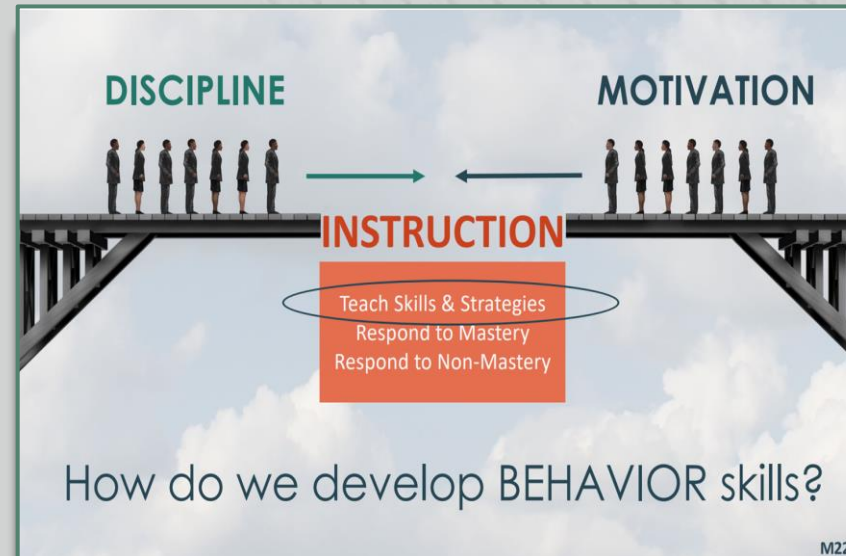 DISCIPLINE
MOTIVATION
INSTRUCTION
Teach Skills & Strategies
Respond to Mastery
Respond to Non-Mastery
How do we develop BEHAVIOR skills?
M22